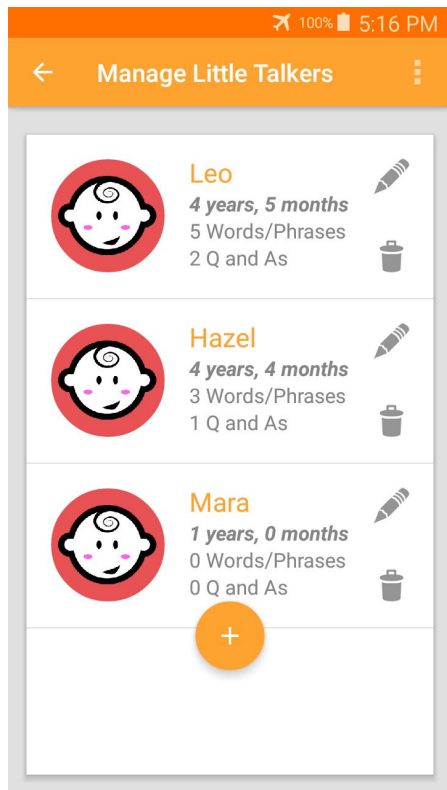 100% 5:16 PM
Manage Little Talkers
Leo
4 years, 5 months
5 Words/Phrases
2 Q and As
Hazel
4 years, 4 months
3 Words/Phrases
1 Q and As
Mara
1 years, 0 months
0 Words/Phrases
0 Q and As
+